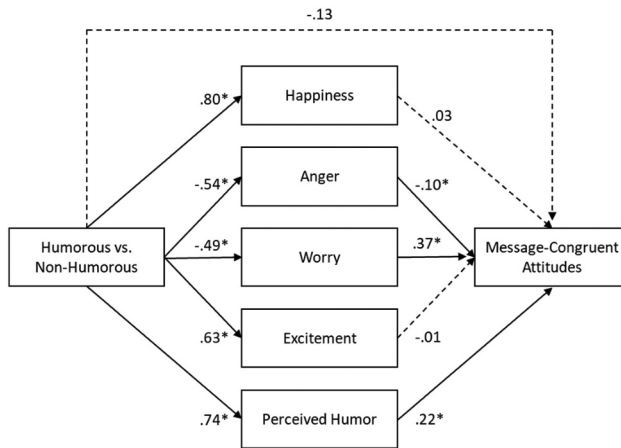 -.13
Happiness
.80*
.03
Anger
-.54*
-.10*
Humorous vs.
Non-Humorous
-.49*
Worry
.37*
Message-Congruent
Attitudes
Excitement
.63*
-.01
Perceived Humor
.74*
.22*